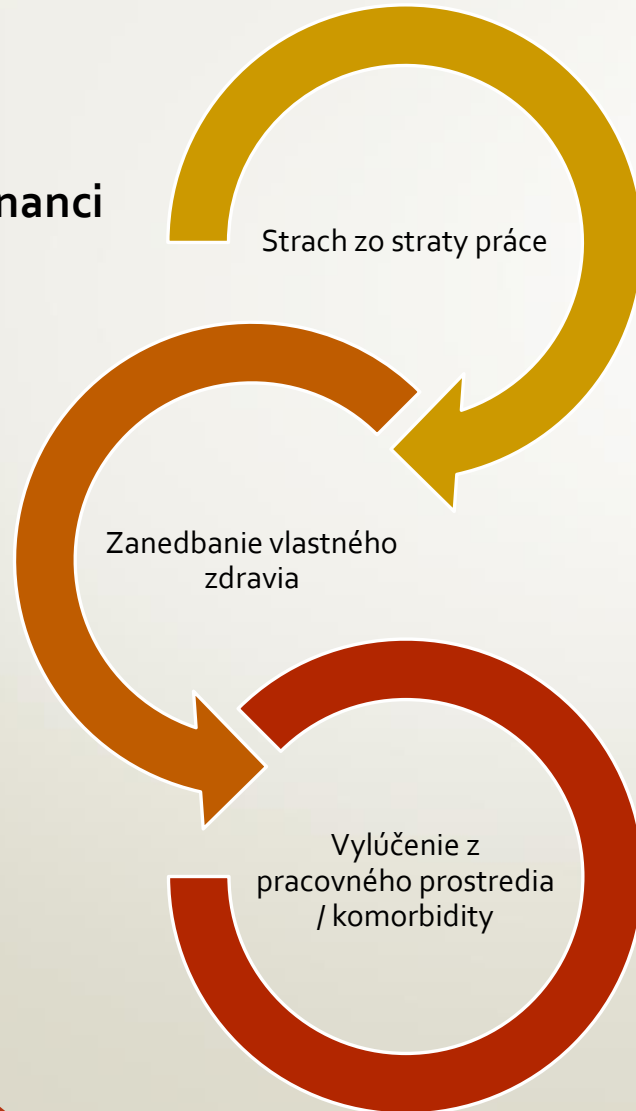 nanci
Strach zo straty práce
Zanedbanie vlastného
zdravia
Vylúčenie z
pracovného prostredia
/ komorbidity